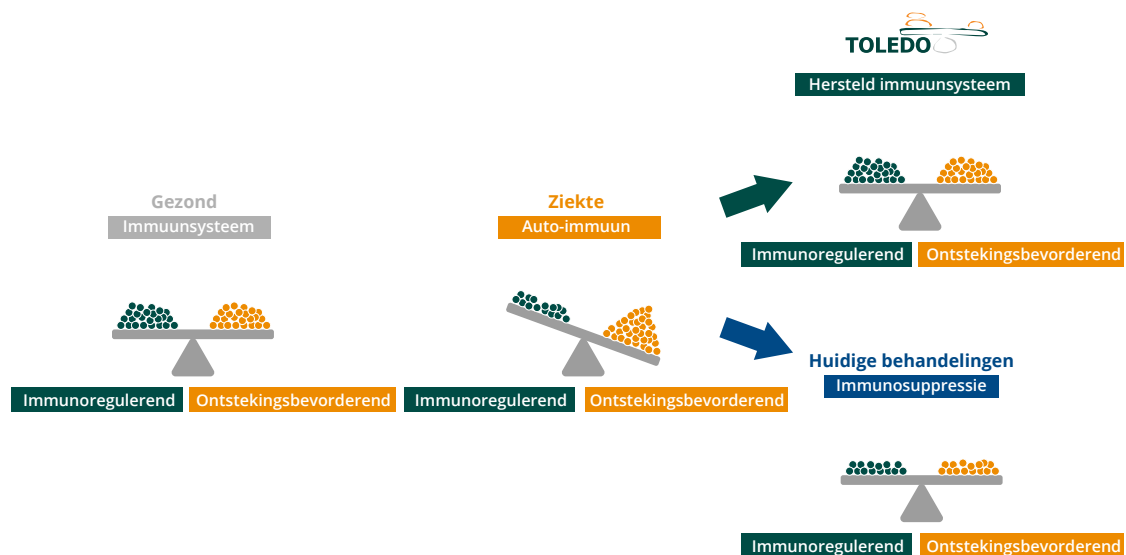 TOLEDO
Hersteld immuunsysteem
Gezond
Immuunsysteem
Ziekte
Auto-immuun
Immunoregulerend
Ontstekingsbevorderend
Immunoregulerend
Ontstekingsbevorderend
Immunoregulerend
Ontstekingsbevorderend
Huidige behandelingen
Immunosuppressie
Immunoregulerend
Ontstekingsbevorderend